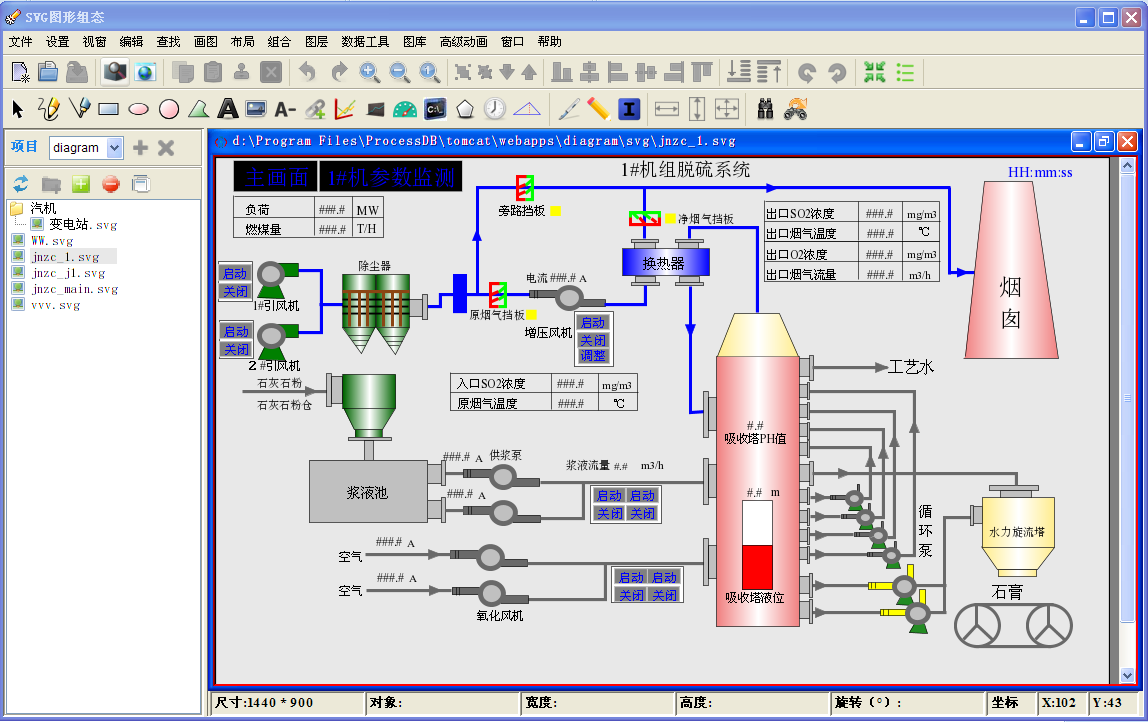 SVG图形组态
文件 设置 视窗 编辑 查找 画图 布局 组合 图层 数据工具 图库 高级动画 窗口 帮助
项目 diagram
汽机
变电站.svg
WW.svg
jnzc_1.svg
jnzc_jl.svg
jnzc_main.svg
vvv.svg
d:\Program Files\ProcessDB\tomcat\webapps\diagram\svg\jnzc_1.svg
主画面 1#机参数监测
1#机组脱硫系统
HH:mm:ss
负荷 ###.# MW
燃煤量 ###.# T/H
旁路挡板
净烟气挡板
出口SO2浓度 ###.# mg/m3
出口烟气温度 ###.# ℃
出口O2浓度 ###.# mg/m3
出口烟气流量 ###.# m3/h
换热器
除尘器
启动
关闭
1#引风机
电流 ###.# A
原烟气挡板
增压风机
启动
关闭
调整
启动
关闭
2#引风机
烟囱
石灰石粉
石灰石粉仓
入口SO2浓度 ###.# mg/m3
原烟气温度 ###.# ℃
工艺水
#.#
吸收塔PH值
浆液池
###.# A 供浆泵
###.# A
浆液流量 #.# m3/h
启动 启动
关闭 关闭
#.# m
循环泵
水力旋流塔
空气 ###.# A
空气 ###.# A
氧化风机
启动 启动
关闭 关闭
吸收塔液位
石膏
尺寸:1440 * 900 对象: 宽度: 高度: 旋转 (°) : 坐标 X:102 Y:43